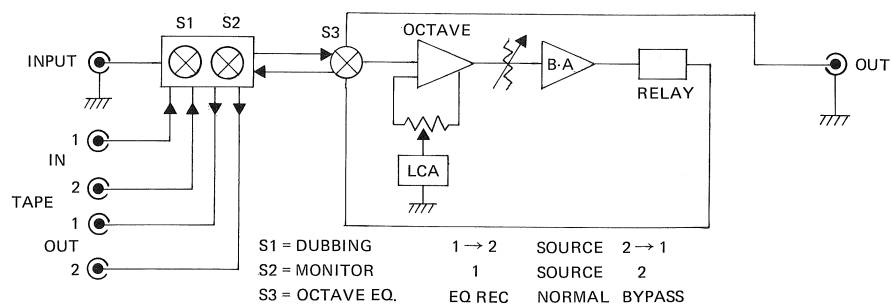 S1 S2
S3
OCTAVE
INPUT
B·A
OUT
RELAY
1
IN
2
LCA
TAPE
1
OUT
2
S1 = DUBBING 1 → 2 SOURCE 2 → 1
S2 = MONITOR 1 SOURCE 2
S3 = OCTAVE EQ. EQ REC NORMAL BYPASS